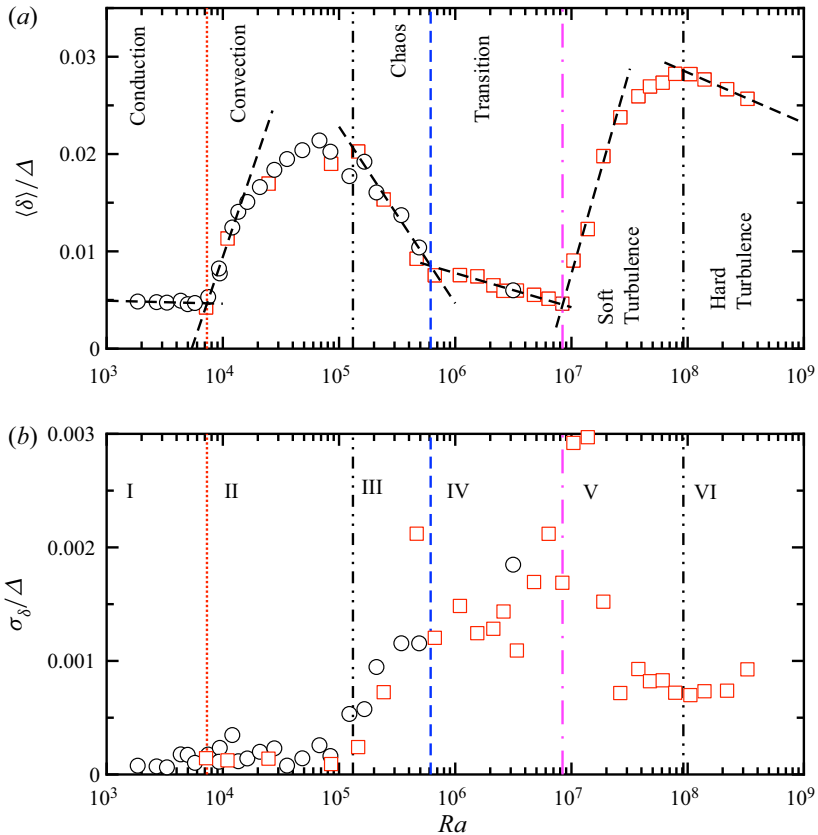 (a)
0.03
0.02
0.01
0
⟨δ⟩/Δ
Conduction
Convection
Chaos
Transition
Soft
Turbulence
Hard
Turbulence
10³ 10⁴ 10⁵ 10⁶ 10⁷ 10⁸ 10⁹
(b)
0.003
0.002
0.001
0
σδ/Δ
I II III IV V VI
10³ 10⁴ 10⁵ 10⁶ 10⁷ 10⁸ 10⁹
Ra